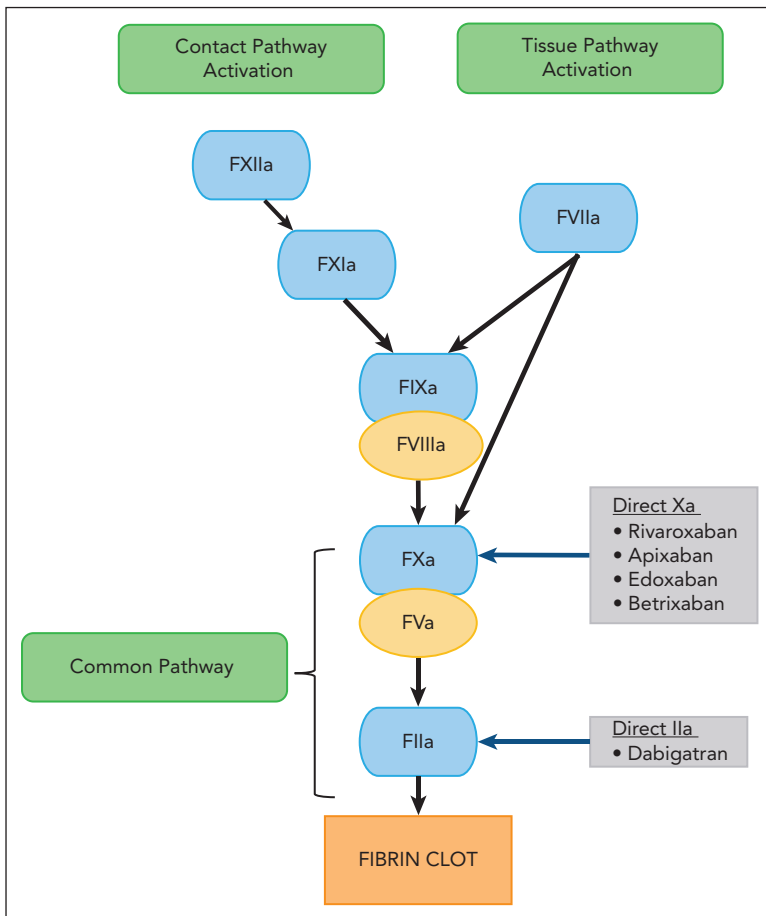 Contact Pathway
Activation
Tissue Pathway
Activation
FXIIa
FVIIa
FXIa
FIXa
FVIIIa
Direct Xa
• Rivaroxaban
• Apixaban
• Edoxaban
• Betrixaban
FXa
FVa
Common Pathway
FIIa
Direct IIa
• Dabigatran
FIBRIN CLOT